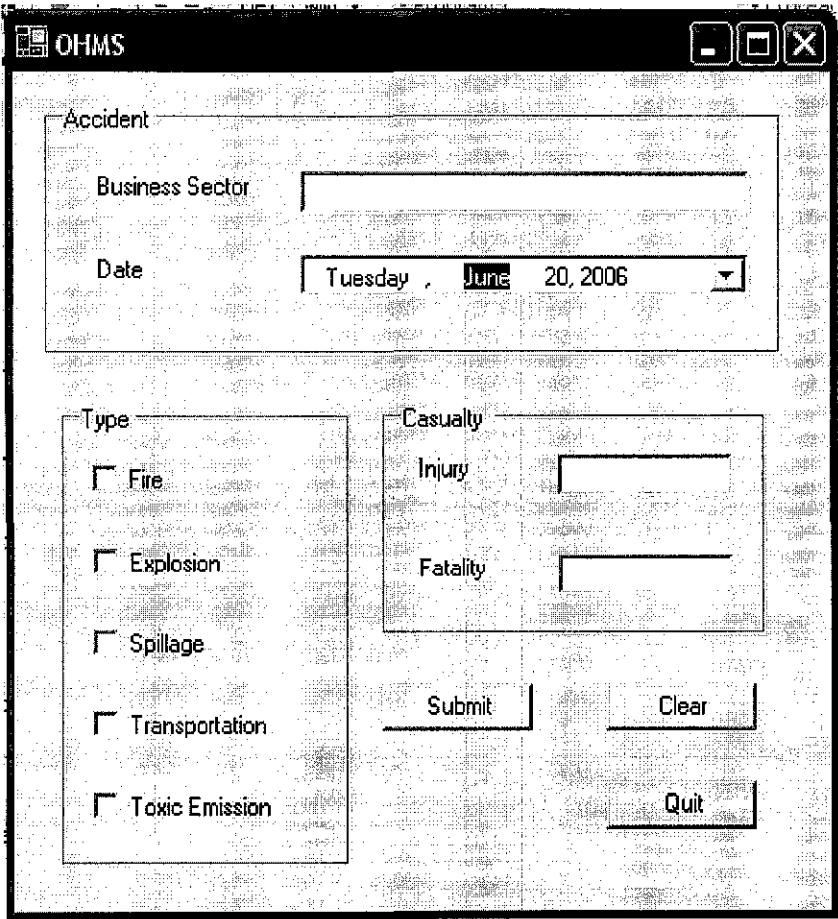 OHMS
Accident
Business Sector
Date
Tuesday , June 20, 2006
Type
Fire
Explosion
Spillage
Transportation
Toxic Emission
Casualty
Injury
Fatality
Submit
Clear
Quit